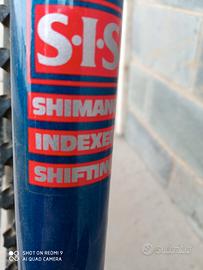 S·I·S
SHIMAN
INDEXE
SHIFTIN
SHOT ON REDMI 9
AI QUAD CAMERA